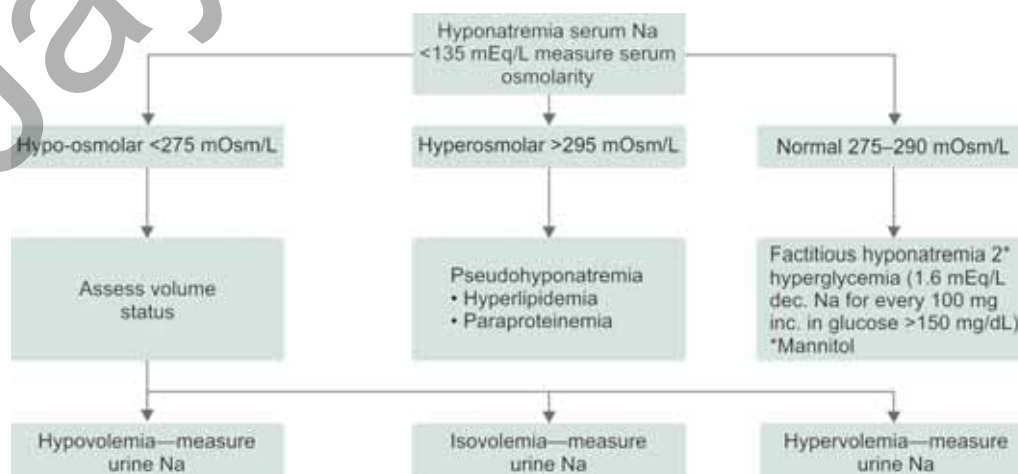 Hyponatremia serum Na
<135 mEq/L measure serum
osmolarity
Hypo-osmolar <275 mOsm/L
Hyperosmolar >295 mOsm/L
Normal 275–290 mOsm/L
Assess volume
status
Pseudohyponatremia
• Hyperlipidemia
• Paraproteinemia
Factitious hyponatremia 2*
hyperglycemia (1.6 mEq/L
dec. Na for every 100 mg
inc. in glucose >150 mg/dL)
*Mannitol
Hypovolemia—measure
urine Na
Isovolemia—measure
urine Na
Hypervolemia—measure
urine Na